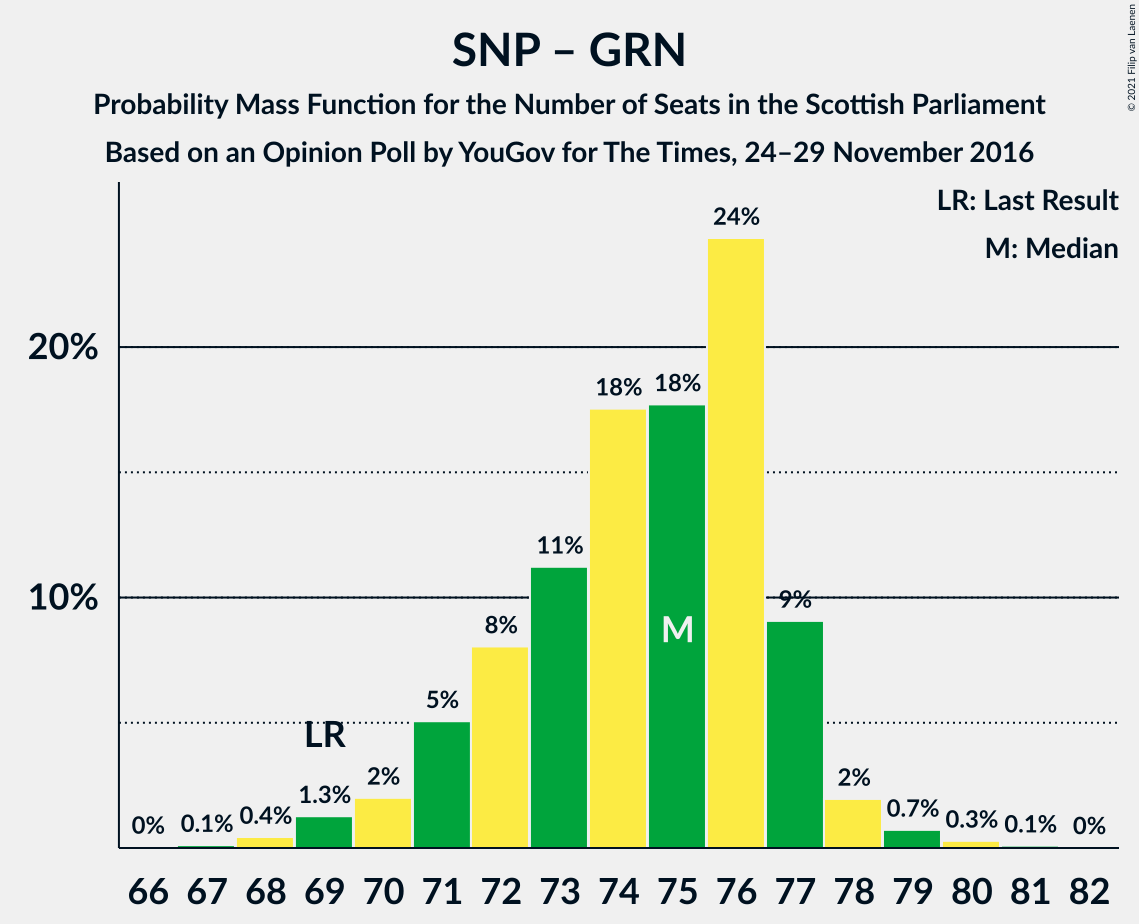 SNP – GRN
Probability Mass Function for the Number of Seats in the Scottish Parliament
Based on an Opinion Poll by YouGov for The Times, 24–29 November 2016
© 2021 Filip van Laenen
LR: Last Result
M: Median
24%
20%
18% 18%
11%
10%
9%
8%
M
5%
LR
2% 2%
1.3%
0% 0.1% 0.4% 0.7% 0.3% 0.1% 0%
66 67 68 69 70 71 72 73 74 75 76 77 78 79 80 81 82